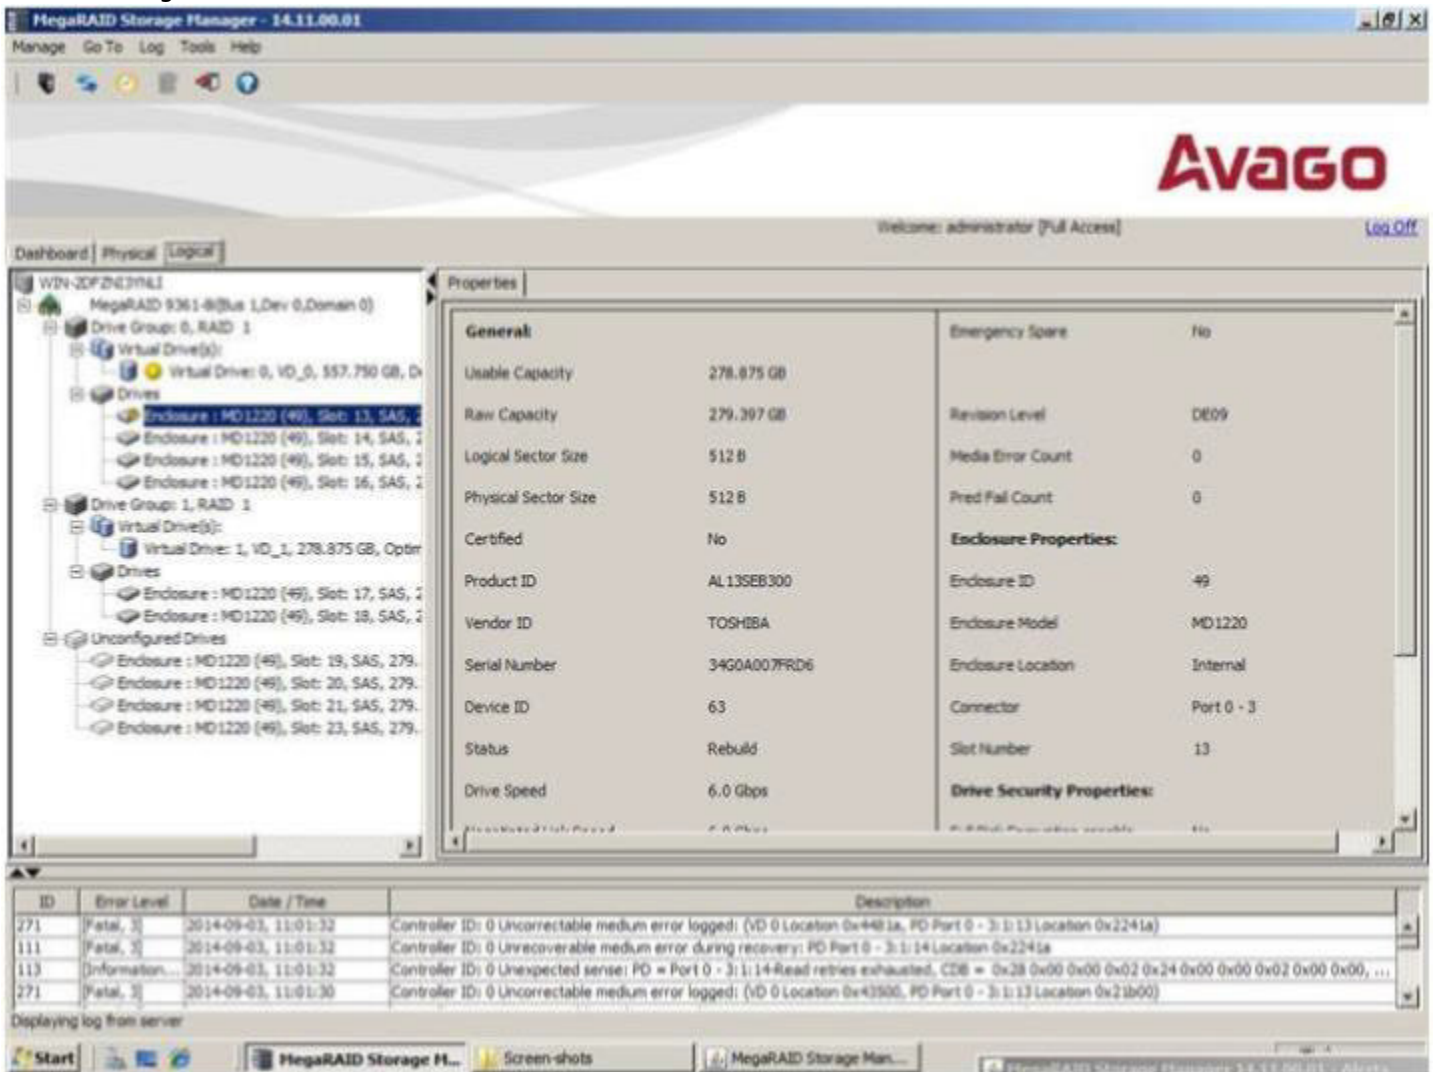 MegaRAID Storage Manager - 14.11.00.01
Manage Go To Log Tools Help
Avago
Welcome: administrator [Full Access] Log Off
Dashboard Physical Logical
MegaRAID 9361-8(Bus 1,Dev 0,Domain 0)
Drive Group: 0, RAID 1
Virtual Drive(s):
Virtual Drive: 0, VD_0, 557.750 GB,
Drives
Enclosure : MD1220 (49), Slot: 13, SAS, 2
Enclosure : MD1220 (49), Slot: 14, SAS, 2
Enclosure : MD1220 (49), Slot: 15, SAS, 2
Enclosure : MD1220 (49), Slot: 16, SAS, 2
Drive Group: 1, RAID 1
Virtual Drive(s):
Virtual Drive: 1, VD_1, 278.875 GB, Optim
Drives
Enclosure : MD1220 (49), Slot: 17, SAS, 2
Enclosure : MD1220 (49), Slot: 18, SAS, 2
Unconfigured Drives
Enclosure : MD1220 (49), Slot: 19, SAS, 279.
Enclosure : MD1220 (49), Slot: 20, SAS, 279.
Enclosure : MD1220 (49), Slot: 21, SAS, 279.
Enclosure : MD1220 (49), Slot: 23, SAS, 279.
Properties
General: Emergency Spare No
Usable Capacity 278.875 GB
Raw Capacity 279.397 GB Revision Level DE09
Logical Sector Size 512 B Media Error Count 0
Physical Sector Size 512 B Pred Fail Count 0
Certified No Enclosure Properties:
Product ID AL13SEB300 Enclosure ID 49
Vendor ID TOSHIBA Enclosure Model MD1220
Serial Number 34G0A007FRD6 Enclosure Location Internal
Device ID 63 Connector Port 0 - 3
Status Rebuild Slot Number 13
Drive Speed 6.0 Gbps Drive Security Properties:
ID Error Level Date / Time Description
271 [Fatal, 3] 2014-09-03, 11:01:32 Controller ID: 0 Uncorrectable medium error logged: (VD 0 Location 0x4481a, PD Port 0 - 3:1:13 Location 0x2241a)
111 [Fatal, 3] 2014-09-03, 11:01:32 Controller ID: 0 Unrecoverable medium error during recovery: PD Port 0 - 3:1:14 Location 0x2241a
113 [Information... 2014-09-03, 11:01:32 Controller ID: 0 Unexpected sense: PD = Port 0 - 3:1:14-Read retries exhausted, CDB = 0x28 0x00 0x00 0x02 0x24 0x00 0x00 0x02 0x00 0x00, ...
271 [Fatal, 3] 2014-09-03, 11:01:30 Controller ID: 0 Uncorrectable medium error logged: (VD 0 Location 0x43500, PD Port 0 - 3:1:13 Location 0x21b00)
Displaying log from server
Start MegaRAID Storage M... Screen-shots MegaRAID Storage Man...